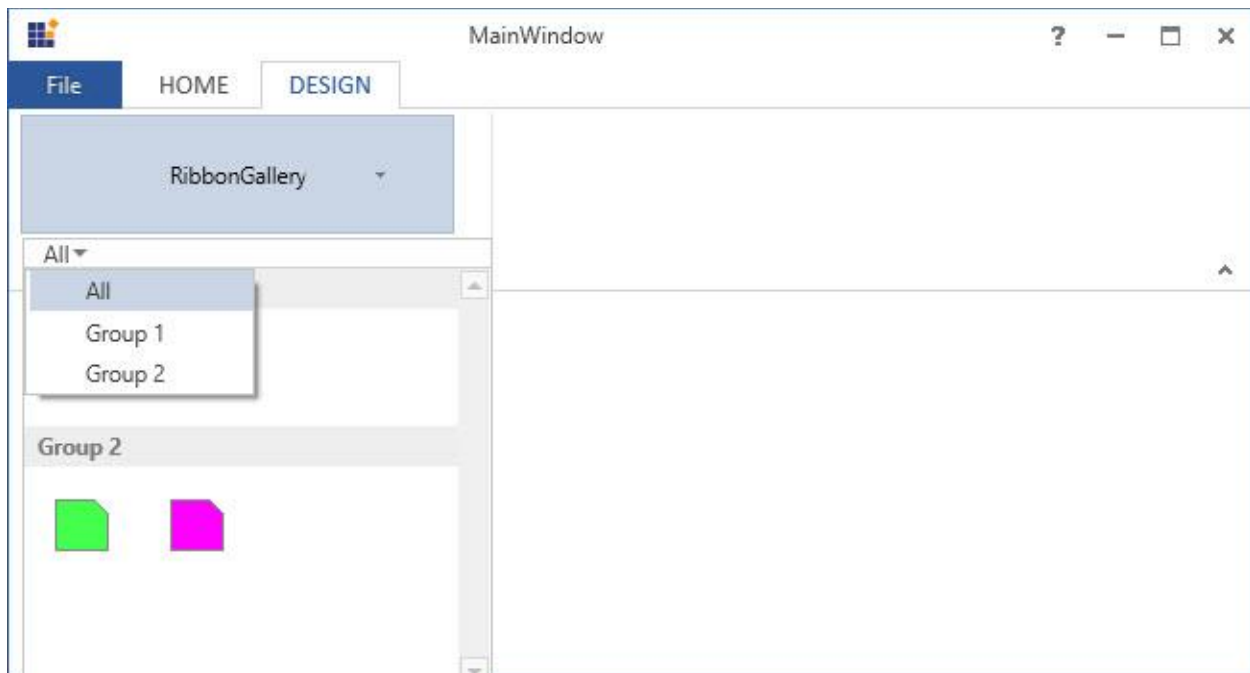 MainWindow
File HOME DESIGN
RibbonGallery
All
All
Group 1
Group 2
Group 2